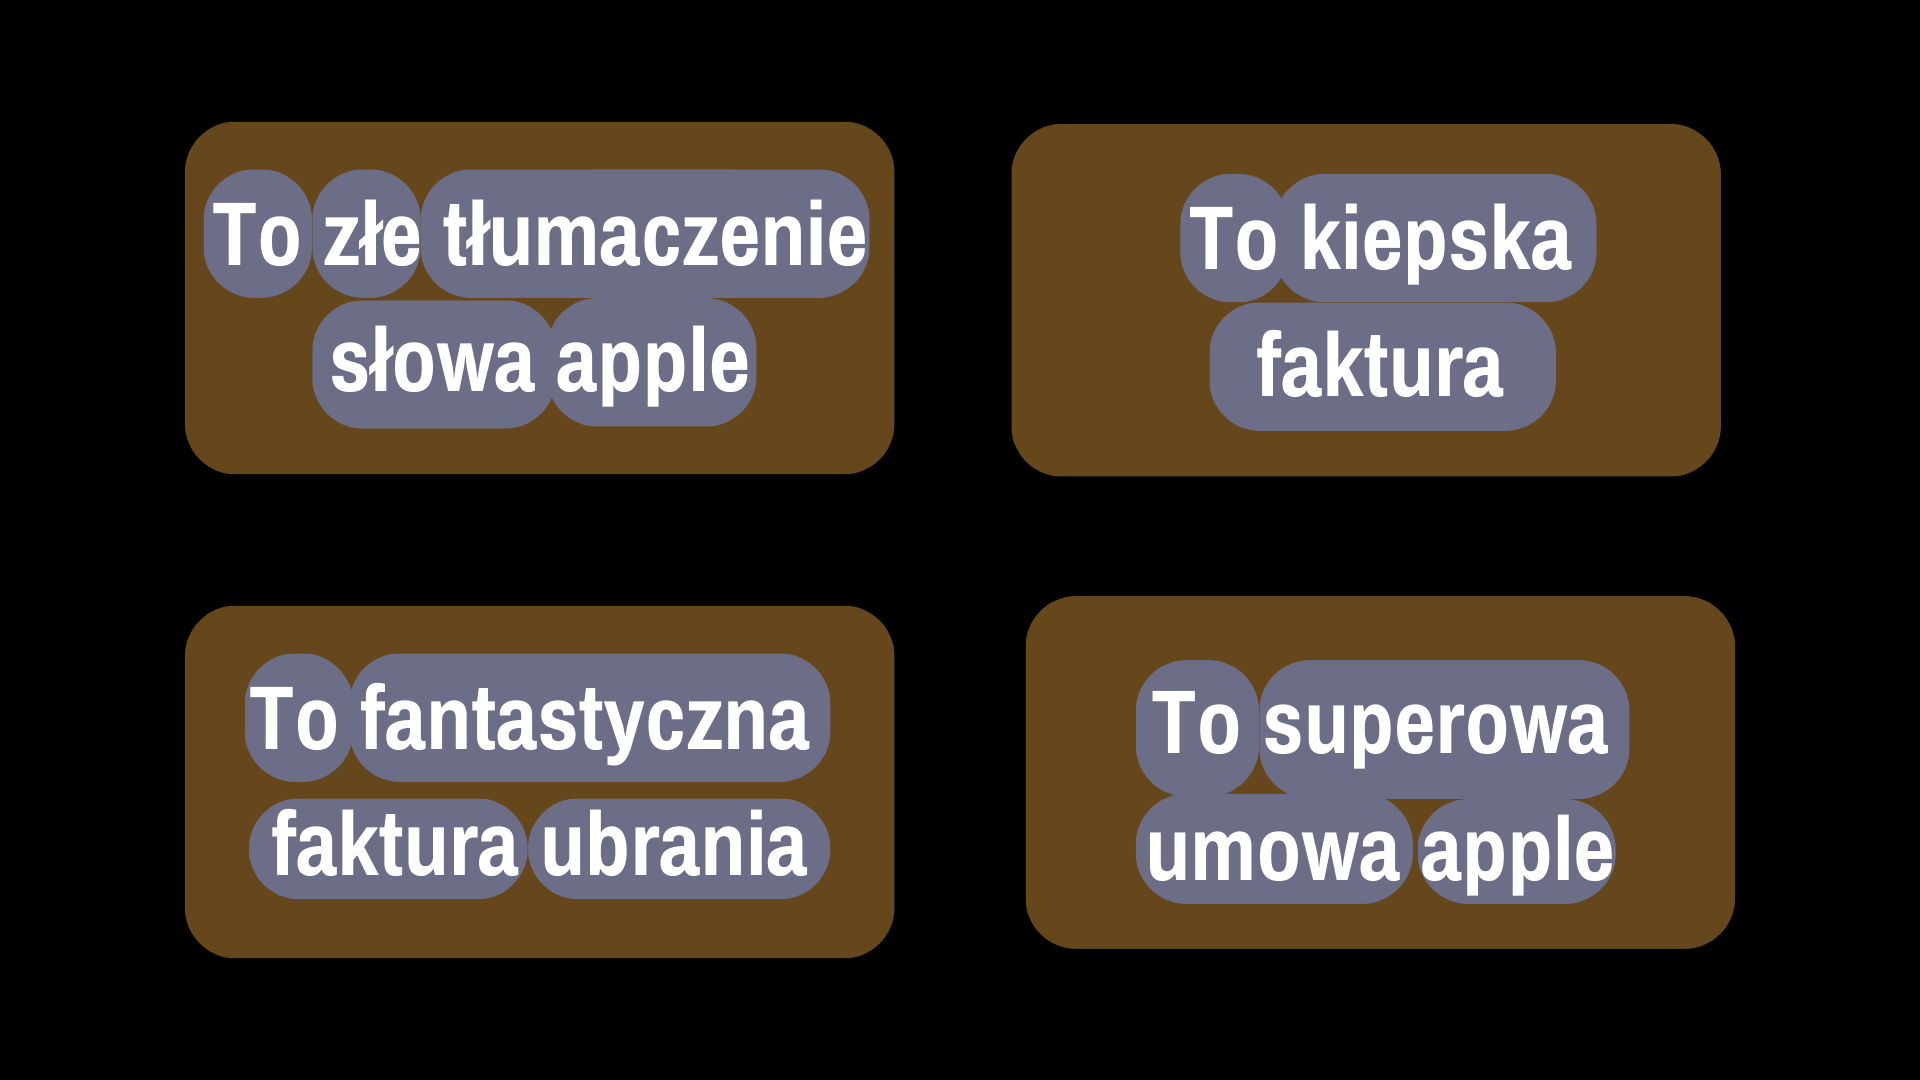 To złe tłumaczenie
słowa apple
To kiepska
faktura
To fantastyczna
faktura ubrania
To superowa
umowa apple